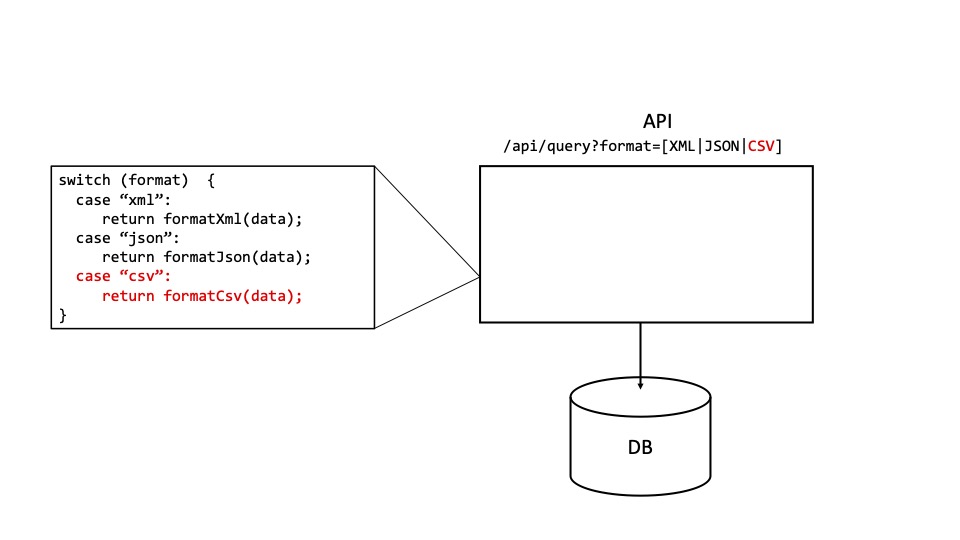 API
/api/query?format=[XML|JSON|CSV]
switch (format)  {
  case “xml”:
     return formatXml(data);
  case “json”:
     return formatJson(data);
  case “csv”:
     return formatCsv(data);
}
DB